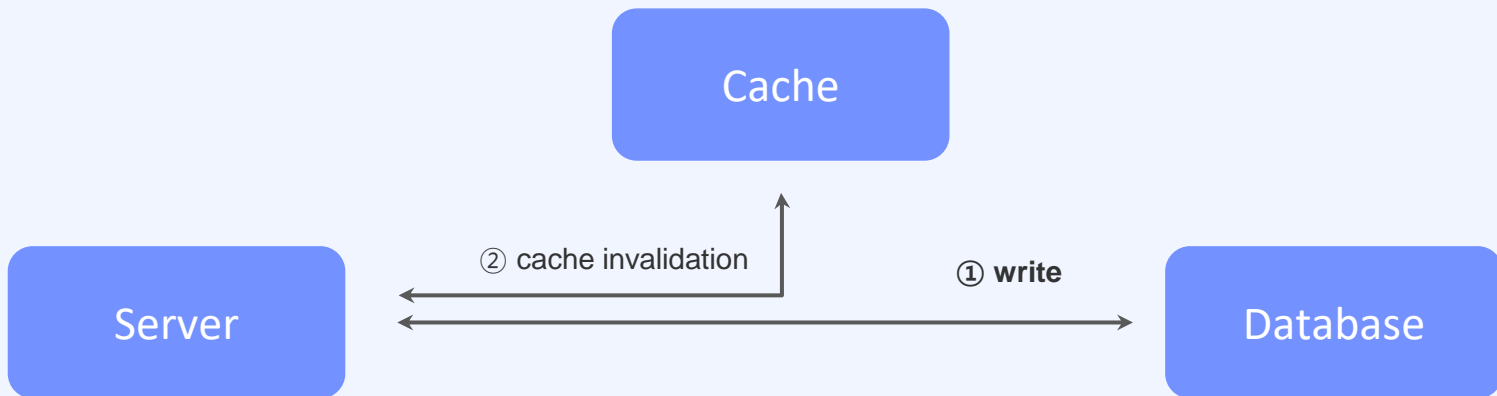 Cache
② cache invalidation
① write
Server
Database